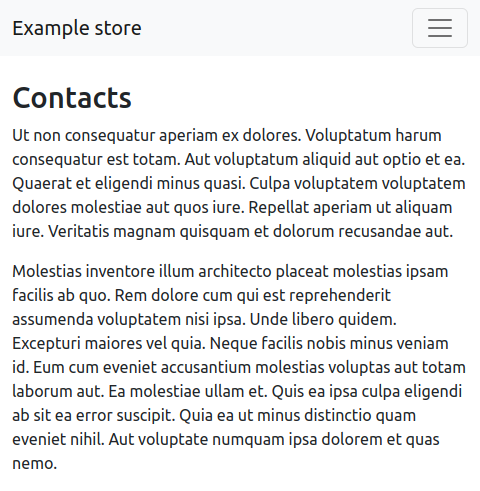 Example store
Contacts
Ut non consequatur aperiam ex dolores. Voluptatum harum
consequatur est totam. Aut voluptatum aliquid aut optio et ea.
Quaerat et eligendi minus quasi. Culpa voluptatem voluptatem
dolores molestiae aut quos iure. Repellat aperiam ut aliquam
iure. Veritatis magnam quisquam et dolorum recusandae aut.
Molestias inventore illum architecto placeat molestias ipsam
facilis ab quo. Rem dolore cum qui est reprehenderit
assumenda voluptatem nisi ipsa. Unde libero quidem.
Excepturi maiores vel quia. Neque facilis nobis minus veniam
id. Eum cum eveniet accusantium molestias voluptas aut totam
laborum aut. Ea molestiae ullam et. Quis ea ipsa culpa eligendi
ab sit ea error suscipit. Quia ea ut minus distinctio quam
eveniet nihil. Aut voluptate numquam ipsa dolorem et quas
nemo.